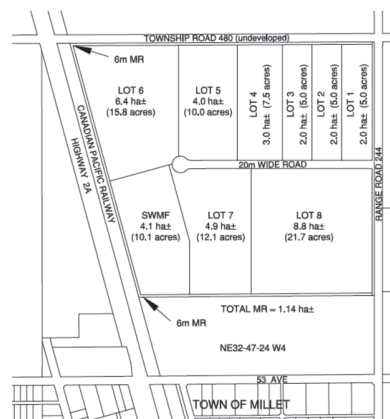 TOWNSHIP ROAD 480 (undeveloped)
6m MR
LOT 6
6.4 ha±
(15.8 acres)
LOT 5
4.0 ha±
(10.0 acres)
LOT 4
3.0 ha± (7.5 acres)
LOT 3
2.0 ha± (5.0 acres)
LOT 2
2.0 ha± (5.0 acres)
LOT 1
2.0 ha± (5.0 acres)
CANADIAN PACIFIC RAILWAY
HIGHWAY 2A
20m WIDE ROAD
RANGE ROAD 244
SWMF
4.1 ha±
(10.1 acres)
LOT 7
4.9 ha±
(12.1 acres)
LOT 8
8.8 ha±
(21.7 acres)
TOTAL MR = 1.14 ha±
6m MR
NE32-47-24 W4
53 AVE
TOWN OF MILLET